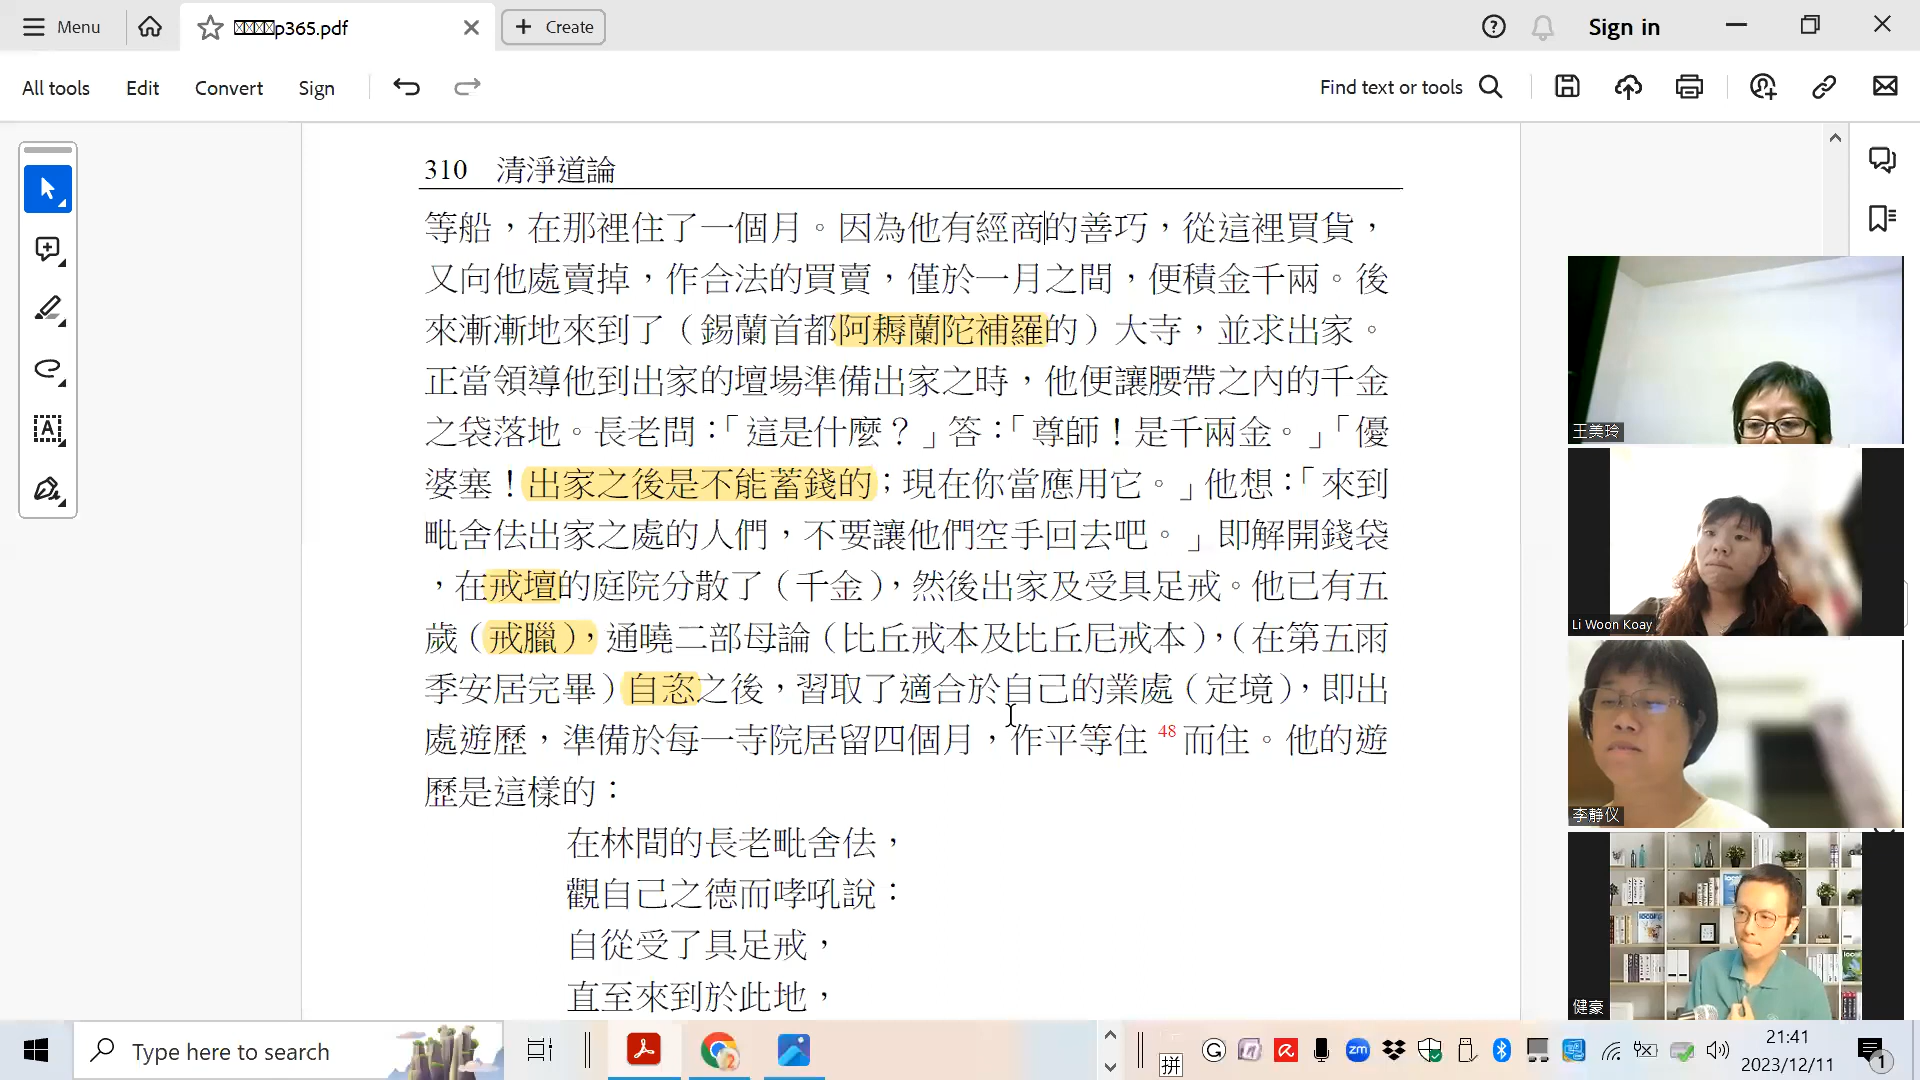 Menu
p365.pdf
Create
Sign in
All tools
Edit
Convert
Sign
Find text or tools
310 清淨道論
等船，在那裡住了一個月。因為他有經商的善巧，從這裡買貨，
又向他處賣掉，作合法的買賣，僅於一月之間，便積金千兩。後
來漸漸地來到了（錫蘭首都阿耨蘭陀補羅的）大寺，並求出家。
正當領導他到出家的壇場準備出家之時，他便讓腰帶之內的千金
之袋落地。長老問：「這是什麼？」答：「尊師！是千兩金。」「優
婆塞！出家之後是不能蓄錢的；現在你當應用它。」他想：「來到
毗舍佉出家之處的人們，不要讓他們空手回去吧。」即解開錢袋
，在戒壇的庭院分散了（千金），然後出家及受具足戒。他已有五
歲（戒臘），通曉二部母論（比丘戒本及比丘尼戒本），（在第五雨
季安居完畢）自恣之後，習取了適合於自己的業處（定境），即出
處遊歷，準備於每一寺院居留四個月，作平等住 48 而住。他的遊
歷是這樣的：
在林間的長老毗舍佉，
觀自己之德而哮吼說：
自從受了具足戒，
直至來到於此地，
王美玲
Li Woon Koay
李静仪
健豪
Type here to search
zm
拼
21:41
2023/12/11
1